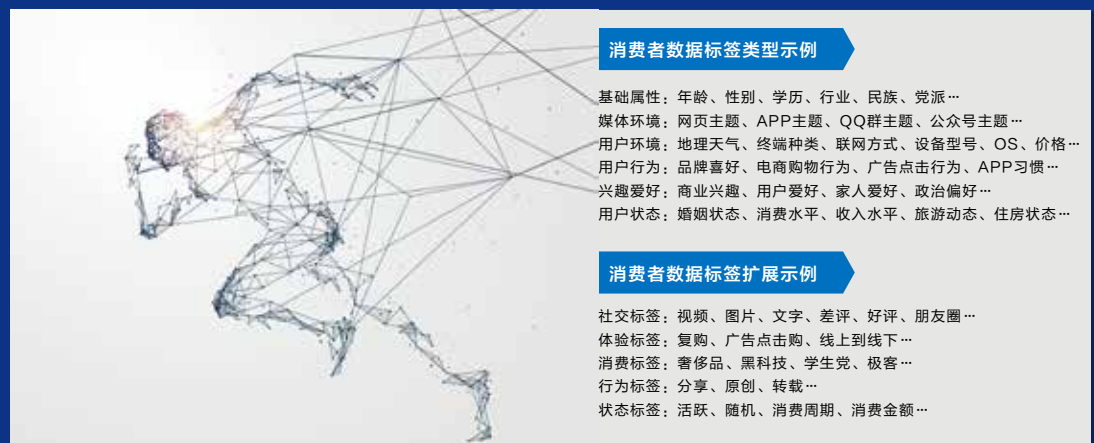 消费者数据标签类型示例
基础属性：年龄、性别、学历、行业、民族、党派…
媒体环境：网页主题、APP主题、QQ群主题、公众号主题…
用户环境：地理天气、终端种类、联网方式、设备型号、OS、价格…
用户行为：品牌喜好、电商购物行为、广告点击行为、APP习惯…
兴趣爱好：商业兴趣、用户爱好、家人爱好、政治偏好…
用户状态：婚姻状态、消费水平、收入水平、旅游动态、住房状态…
消费者数据标签扩展示例
社交标签：视频、图片、文字、差评、好评、朋友圈…
体验标签：复购、广告点击购、线上到线下…
消费标签：奢侈品、黑科技、学生党、极客…
行为标签：分享、原创、转载…
状态标签：活跃、随机、消费周期、消费金额…